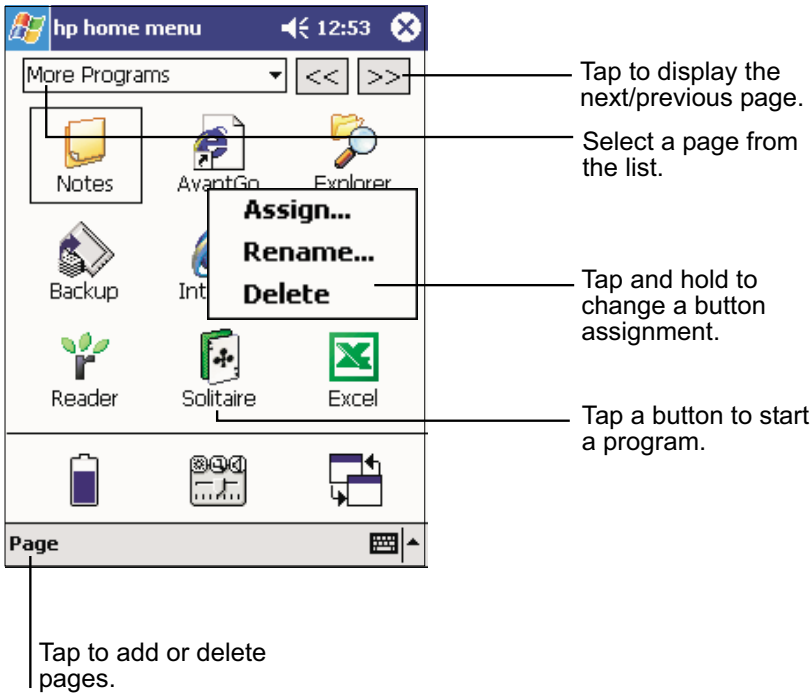 hp home menu 12:53
More Programs << >>
Tap to display the
next/previous page.
Select a page from
the list.
Notes AvantGo Explorer
Assign...
Rename...
Delete
Backup Int
Tap and hold to
change a button
assignment.
Reader Solitaire Excel
Tap a button to start
a program.
Page
Tap to add or delete
pages.